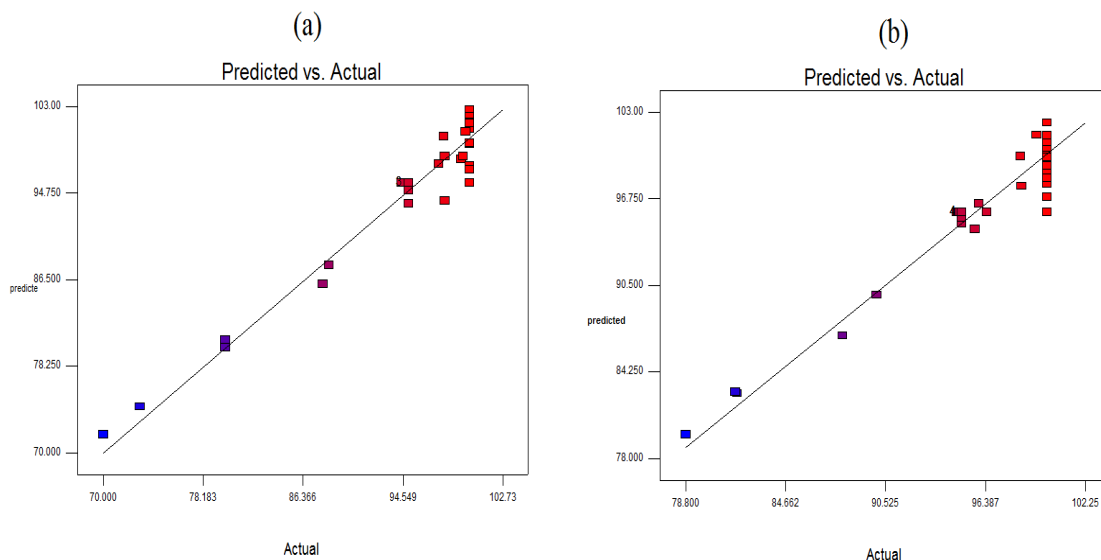 (a)
Predicted vs. Actual
103.00
94.750
86.500
predicte
78.250
70.000
70.000 78.183 86.366 94.549 102.73
Actual
(b)
Predicted vs. Actual
103.00
96.750
90.500
predicted
84.250
78.000
78.800 84.662 90.525 96.387 102.25
Actual